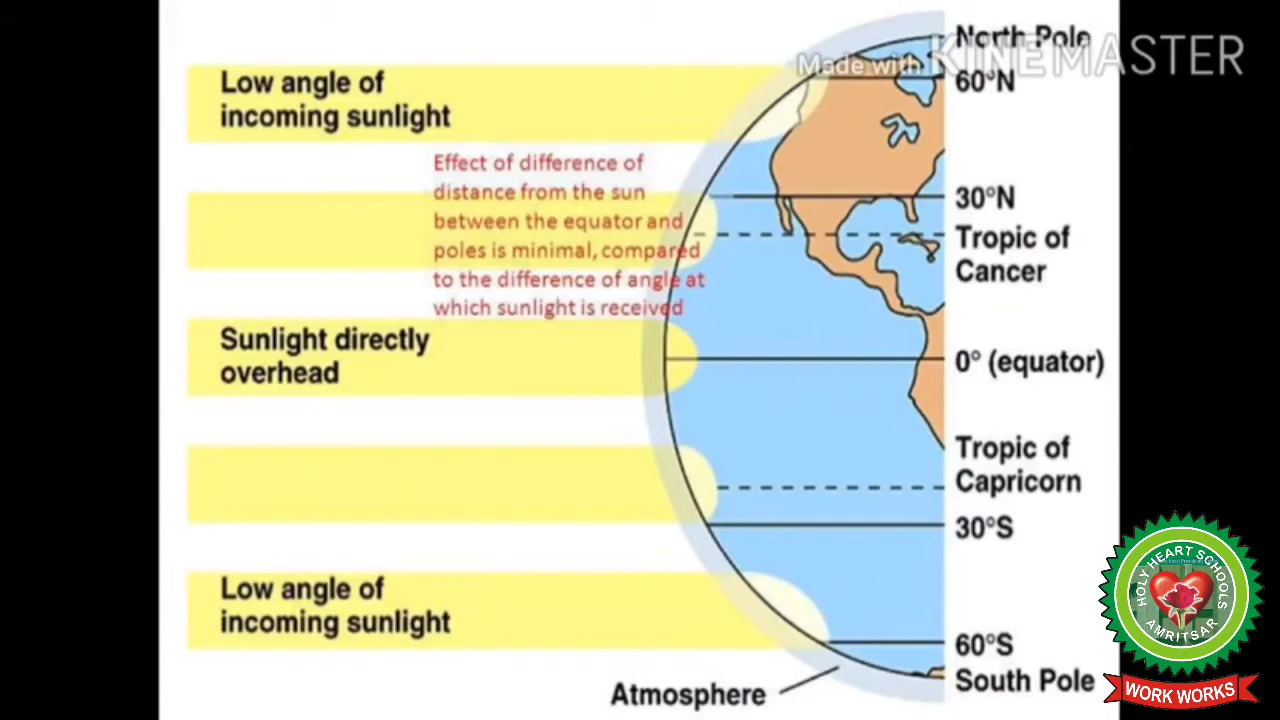 North Pole
Made with KINEMASTER
60°N
Low angle of
incoming sunlight
Effect of difference of
distance from the sun
between the equator and
poles is minimal, compared
to the difference of angle at
which sunlight is received
30°N
Tropic of
Cancer
Sunlight directly
overhead
0° (equator)
Tropic of
Capricorn
30°S
Low angle of
incoming sunlight
60°S
South Pole
Atmosphere
HOLY HEART SCHOOLS
AMRITSAR
WORK WORKS